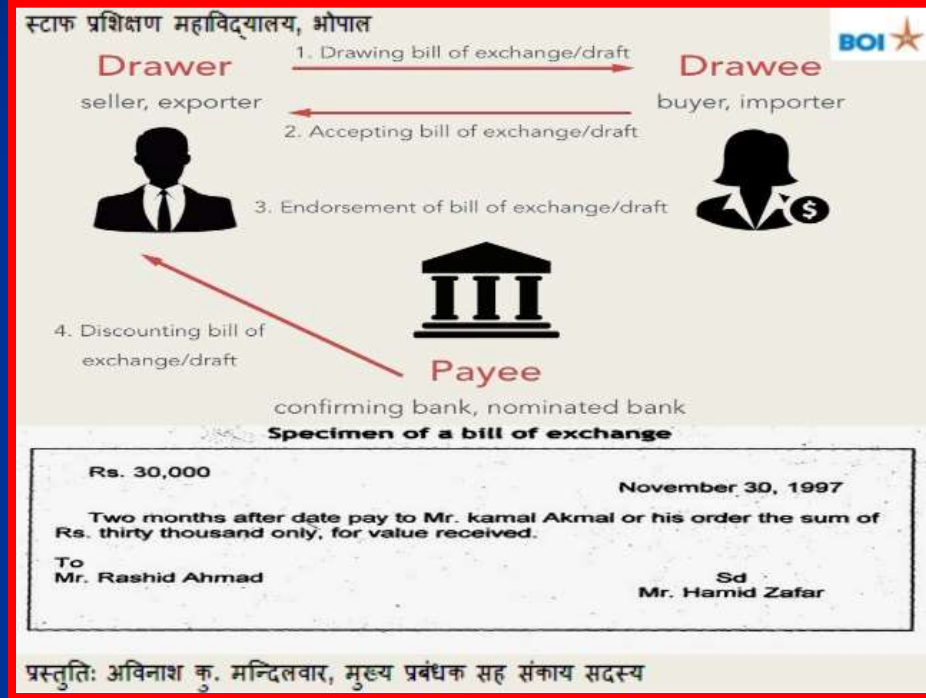 स्टाफ प्रशिक्षण महाविद्यालय, भोपाल
BOI
1. Drawing bill of exchange/draft
Drawer
Drawee
seller, exporter
buyer, importer
2. Accepting bill of exchange/draft
$
3. Endorsement of bill of exchange/draft
4. Discounting bill of
exchange/draft
Payee
confirming bank, nominated bank
Specimen of a bill of exchange
Rs. 30,000
November 30, 1997
Two months after date pay to Mr. kamal Akmal or his order the sum of
Rs. thirty thousand only, for value received.
To
Mr. Rashid Ahmad
Sd
Mr. Hamid Zafar
प्रस्तुतिः अविनाश कु. मन्दिलवार, मुख्य प्रबंधक सह संकाय सदस्य